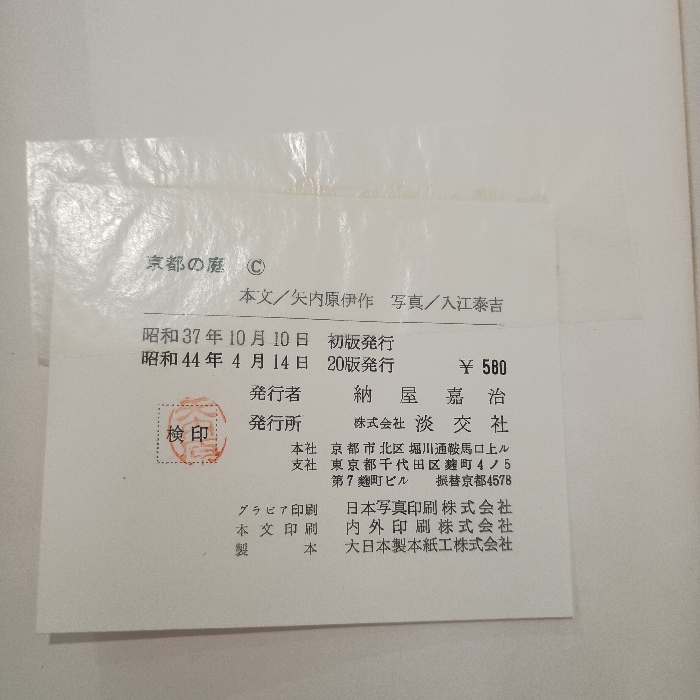 京都の庭 ©
本文／矢内原伊作 写真／入江泰吉
昭和37年10月10日 初版発行
昭和44年4月14日 20版発行 ￥580
発行者 納屋嘉治
発行所 株式会社 淡交社
検印
矢内原
本社 京都市北区堀川通鞍馬口上ル
支社 東京都千代田区麹町4ノ5
第7麹町ビル 振替京都4578
グラビア印刷 日本写真印刷株式会社
本文印刷 内外印刷株式会社
製本 大日本製本紙工株式会社